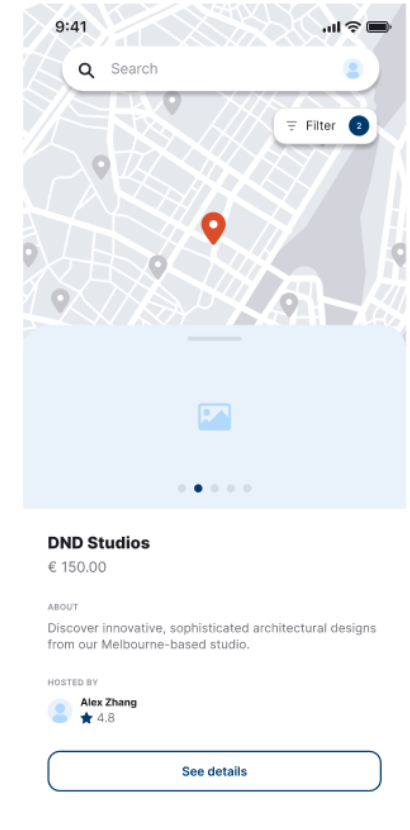 9:41
Search
Filter 2
DND Studios
€ 150.00
ABOUT
Discover innovative, sophisticated architectural designs
from our Melbourne-based studio.
HOSTED BY
Alex Zhang
4.8
See details